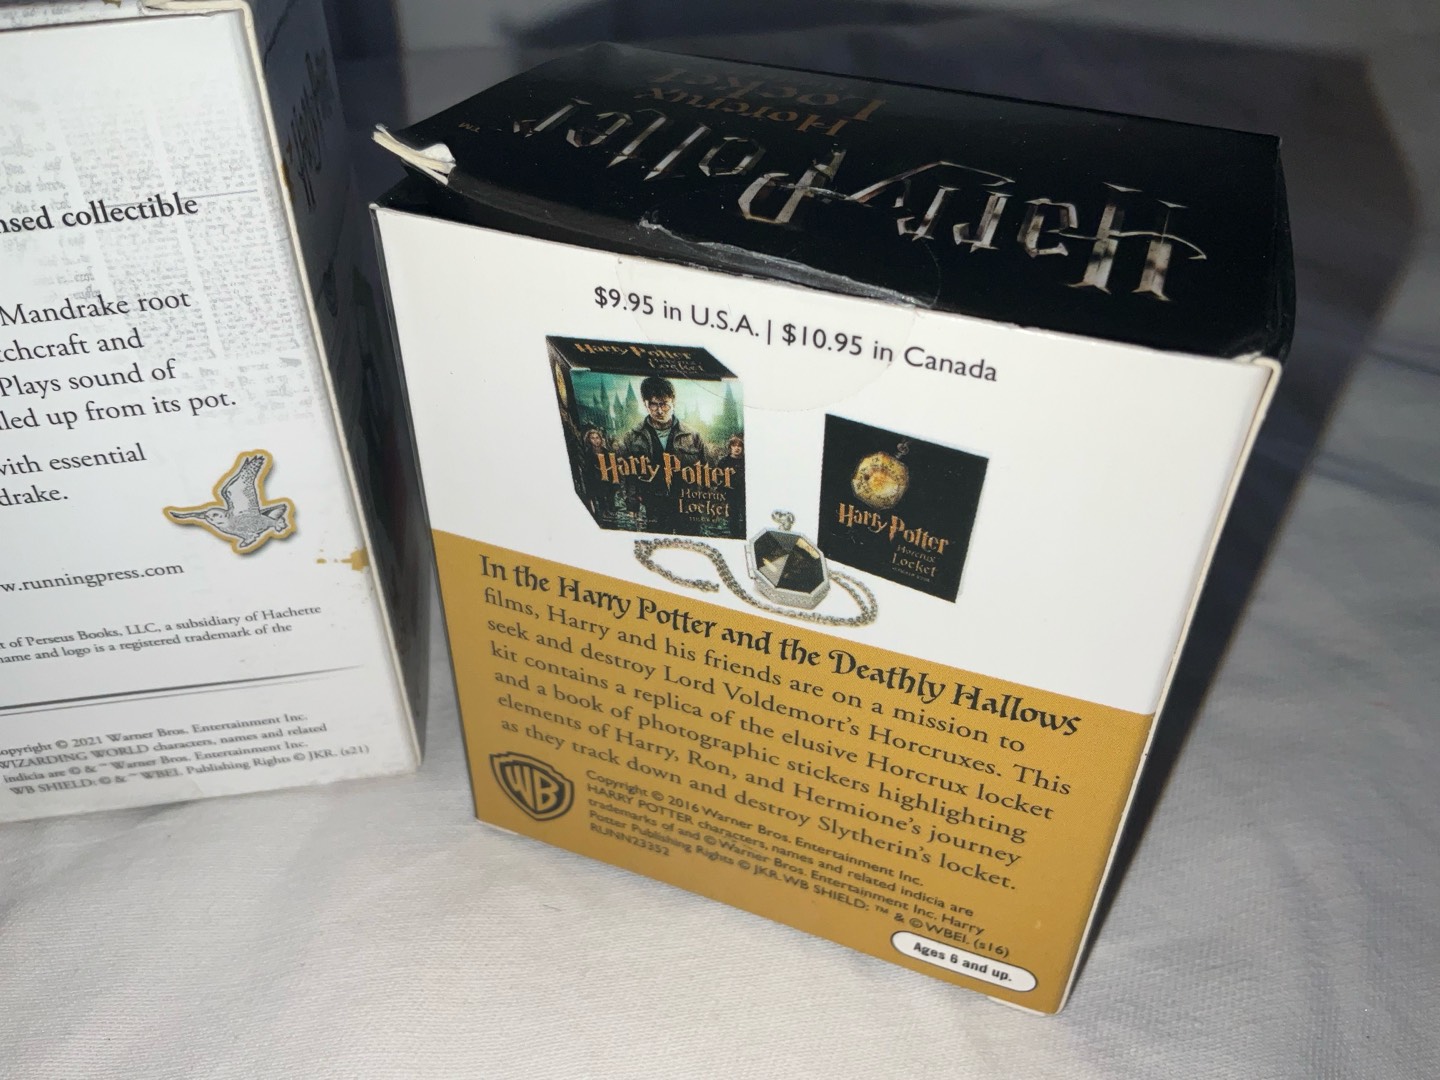 nsed collectible
Mandrake root
tchcraft and
Plays sound of
lled up from its pot.
with essential
drake.
w.runningpress.com
t of Perseus Books, LLC, a subsidiary of Hachette
name and logo is a registered trademark of the
opyright © 2021 Warner Bros. Entertainment Inc.
WIZARDING WORLD characters, names and related
indicia are © & ™ Warner Bros. Entertainment Inc.
WB SHIELD: © & ™ WBEI. Publishing Rights © JKR. (s21)
Harry Potter™
Horcrux
Locket
$9.95 in U.S.A. | $10.95 in Canada
Harry Potter
Horcrux
Locket
Harry Potter
Horcrux
Locket
Harry Potter
Horcrux
Locket
In the Harry Potter and the Deathly Hallows
films, Harry and his friends are on a mission to
seek and destroy Lord Voldemort's Horcruxes. This
kit contains a replica of the elusive Horcrux locket
and a book of photographic stickers highlighting
elements of Harry, Ron, and Hermione's journey
as they track down and destroy Slytherin's locket.
WB
Copyright © 2016 Warner Bros. Entertainment Inc.
HARRY POTTER characters, names and related indicia are
trademarks of and © Warner Bros. Entertainment Inc. Harry
Potter Publishing Rights © JKR. WB SHIELD: ™ & © WBEI. (s16)
RUNN23352
Ages 6 and up.